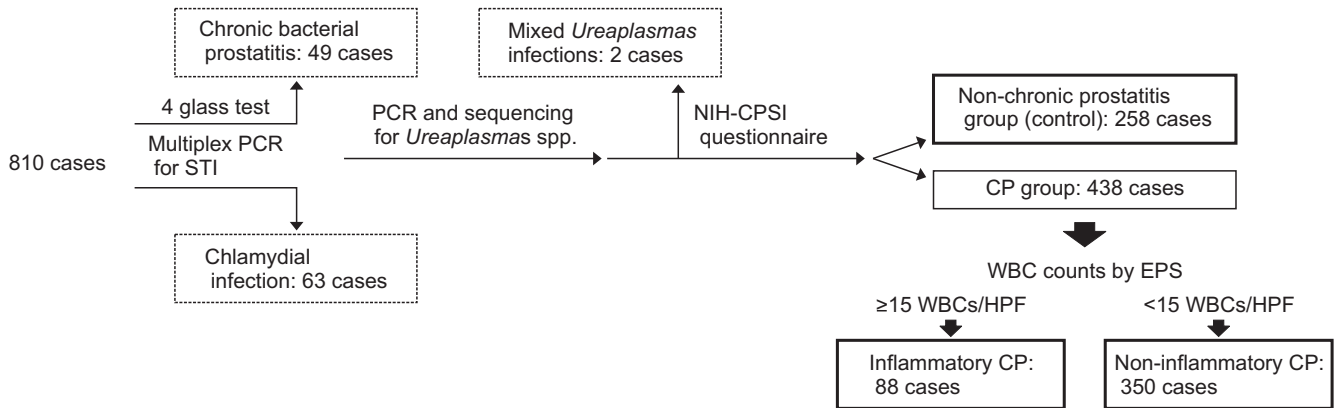 810 cases
Chronic bacterial
prostatitis: 49 cases
4 glass test
Multiplex PCR
for STI
Chlamydial
infection: 63 cases
PCR and sequencing
for Ureaplasmas spp.
Mixed Ureaplasmas
infections: 2 cases
NIH-CPSI
questionnaire
Non-chronic prostatitis
group (control): 258 cases
CP group: 438 cases
WBC counts by EPS
≥15 WBCs/HPF
<15 WBCs/HPF
Inflammatory CP:
88 cases
Non-inflammatory CP:
350 cases